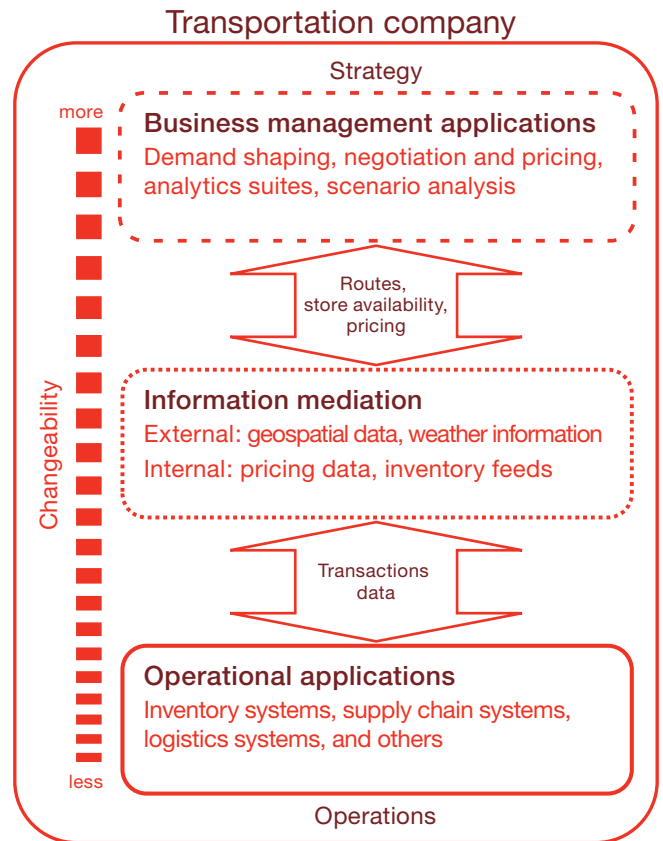 Transportation company
Strategy
more
Business management applications
Demand shaping, negotiation and pricing,
analytics suites, scenario analysis
Routes,
store availability,
pricing
Changeability
Information mediation
External: geospatial data, weather information
Internal: pricing data, inventory feeds
Transactions
data
Operational applications
Inventory systems, supply chain systems,
logistics systems, and others
less
Operations